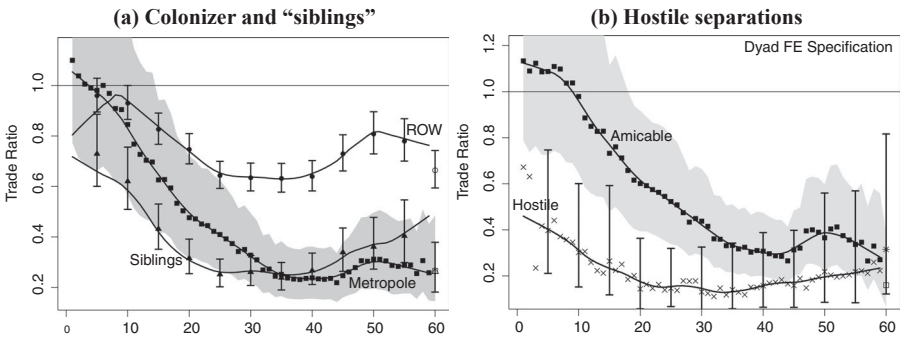 (a) Colonizer and “siblings”
(b) Hostile separations
Trade Ratio
1.0
0.8
0.6
0.4
0.2
ROW
Siblings
Metropole
0 10 20 30 40 50 60
Trade Ratio
1.2
1.0
0.8
0.6
0.4
0.2
Dyad FE Specification
Amicable
Hostile
0 10 20 30 40 50 60